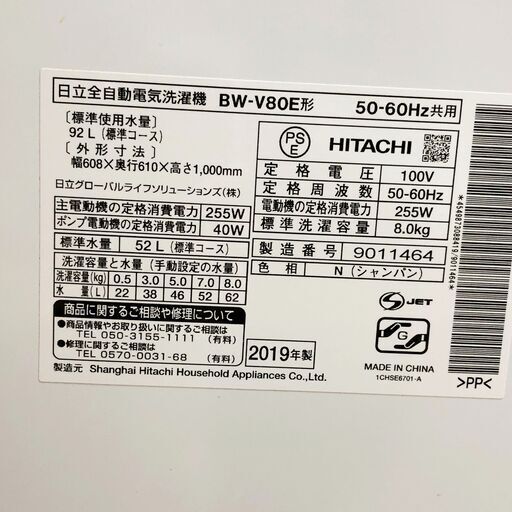 日立全自動電気洗濯機 BW-V80E形 50-60Hz共用
[標準使用水量]
92 L (標準コース)
[外形寸法]
幅608×奥行610×高さ1,000mm
日立グローバルライフソリューションズ(株)
PS
E
HITACHI
定格電圧 100V
定格周波数 50-60Hz
電動機の定格消費電力 255W
標準洗濯容量 8.0kg
主電動機の定格消費電力 255W
ポンプ電動機の定格消費電力 40W
標準水量 52 L (標準コース)
洗濯容量と水量 (手動設定の水量)
洗濯容量(kg) 0.5 3.0 6.0 7.0 8.0
水量(L) 22 38 46 52 62
製造番号 9011464
色相 N (シャンパン)
商品に関するご相談や修理について
●商品情報やお取り扱いに関するご相談
TEL 050-3155-1111 (有料)
●修理に関するご相談
TEL 0570-0031-68 (有料)
2019年製
S JET
MADE IN CHINA
1CHSE6701-A
製造元 Shanghai Hitachi Household Appliances Co.,Ltd.
>PP<